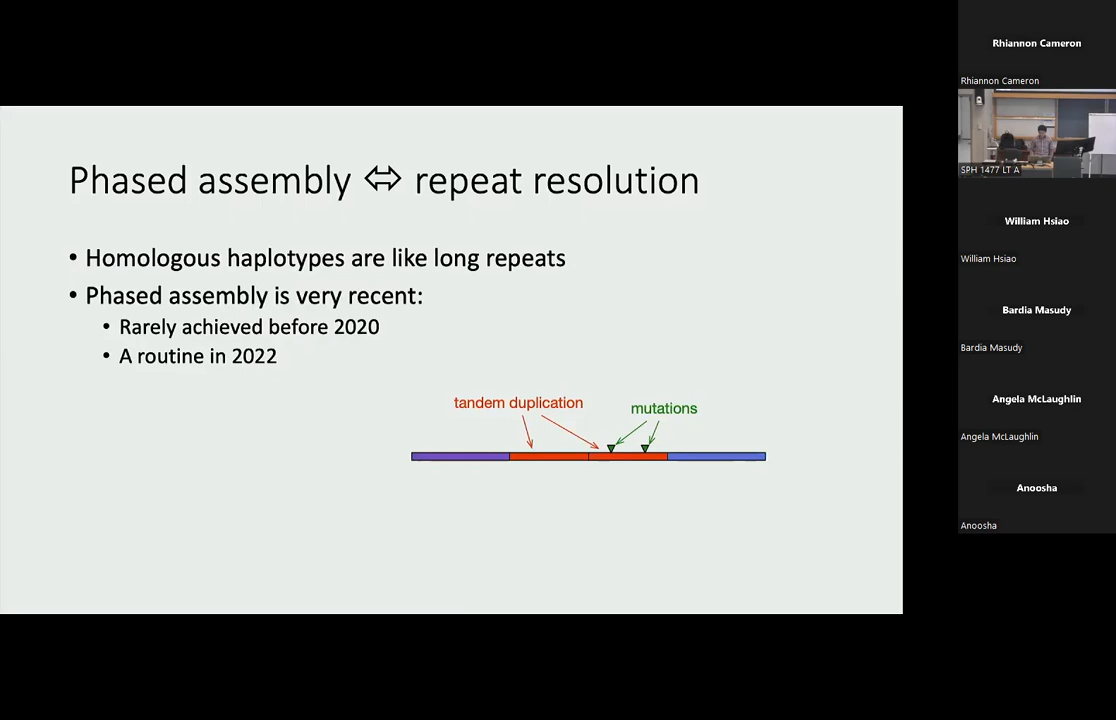 Phased assembly ⬄ repeat resolution
• Homologous haplotypes are like long repeats
• Phased assembly is very recent:
• Rarely achieved before 2020
• A routine in 2022
tandem duplication
mutations
Rhiannon Cameron
Rhiannon Cameron
SPH 1477 LT A
William Hsiao
William Hsiao
Bardia Masudy
Bardia Masudy
Angela McLaughlin
Angela McLaughlin
Anoosha
Anoosha